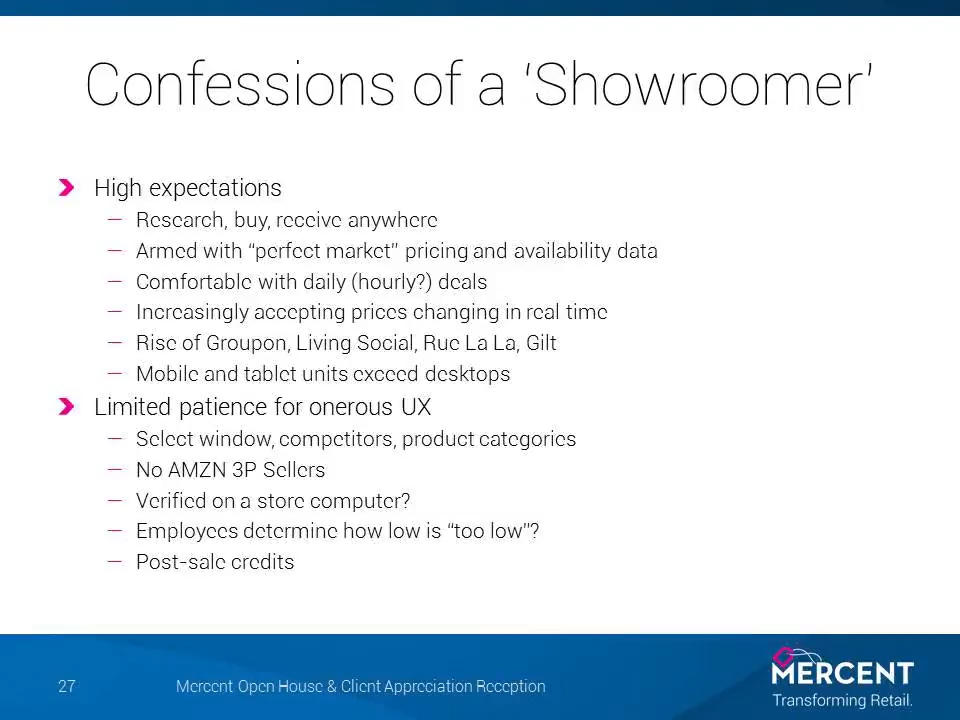 Confessions of a ‘Showroomer’
High expectations
– Research, buy, receive anywhere
– Armed with “perfect market” pricing and availability data
– Comfortable with daily (hourly?) deals
– Increasingly accepting prices changing in real time
– Rise of Groupon, Living Social, Rue La La, Gilt
– Mobile and tablet units exceed desktops
Limited patience for onerous UX
– Select window, competitors, product categories
– No AMZN 3P Sellers
– Verified on a store computer?
– Employees determine how low is “too low”?
– Post-sale credits
27
Mercent Open House & Client Appreciation Reception
MERCENT
Transforming Retail.